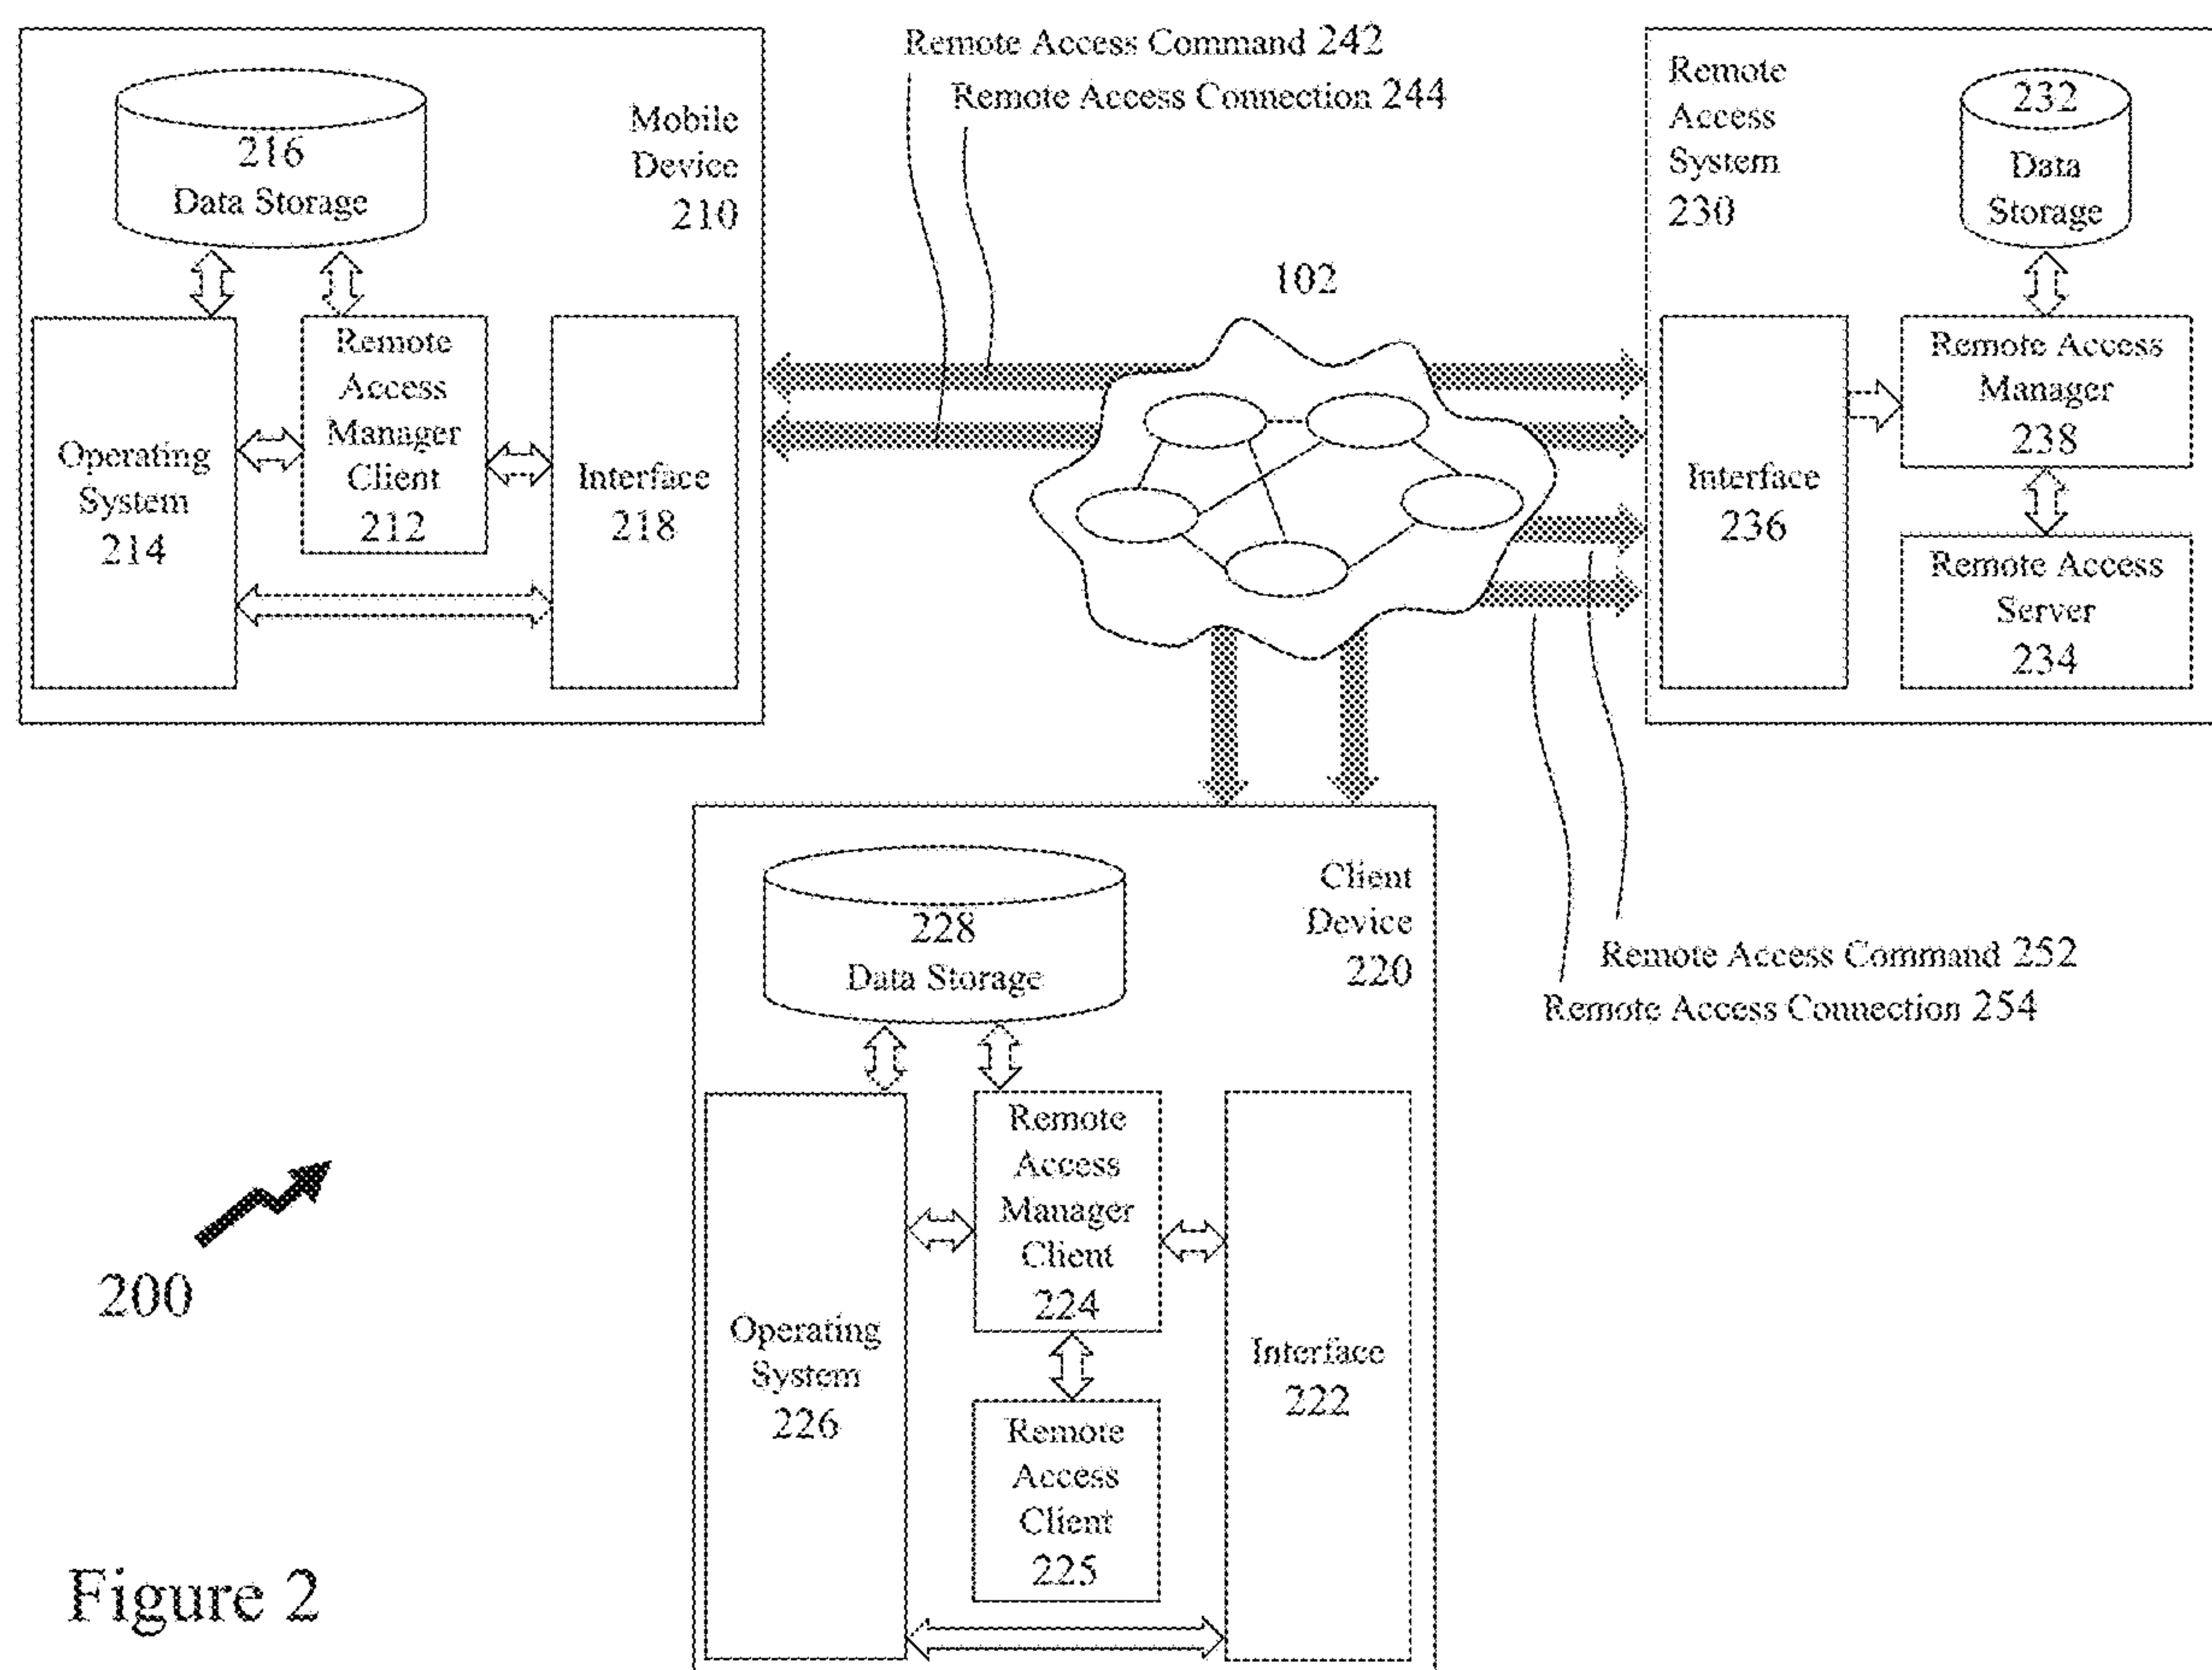 Remote Access Command 242
Remote Access Connection 244
216
Data Storage
Mobile
Device
210
Operating
System
214
Remote
Access
Manager
Client
212
Interface
218
102
Remote
Access
System
230
232
Data
Storage
Interface
236
Remote Access
Manager
238
Remote Access
Server
234
Client
Device
220
228
Data Storage
Remote Access Command 252
Remote Access Connection 254
Operating
System
226
Remote
Access
Manager
Client
224
Remote
Access
Client
225
Interface
222
200
Figure 2